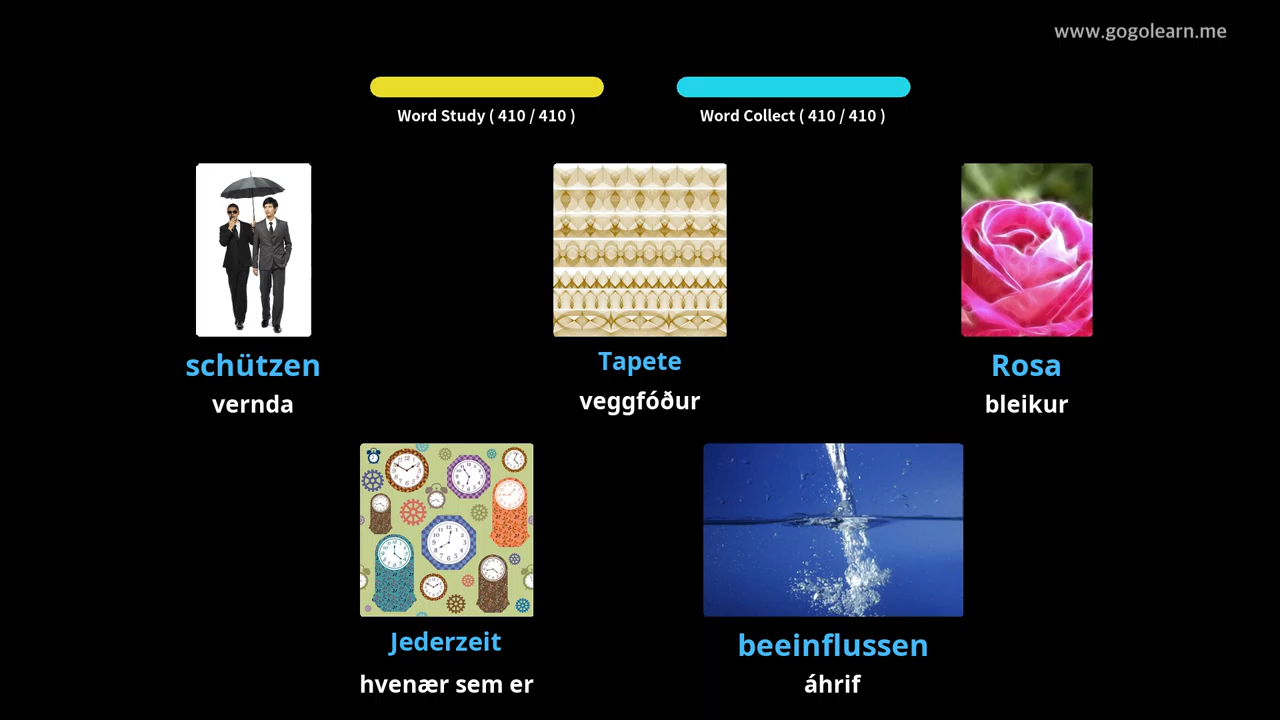 www.gogolearn.me
Word Study ( 410 / 410 )
Word Collect ( 410 / 410 )
schützen
vernda
Tapete
veggfóður
Rosa
bleikur
Jederzeit
hvenær sem er
beeinflussen
áhrif